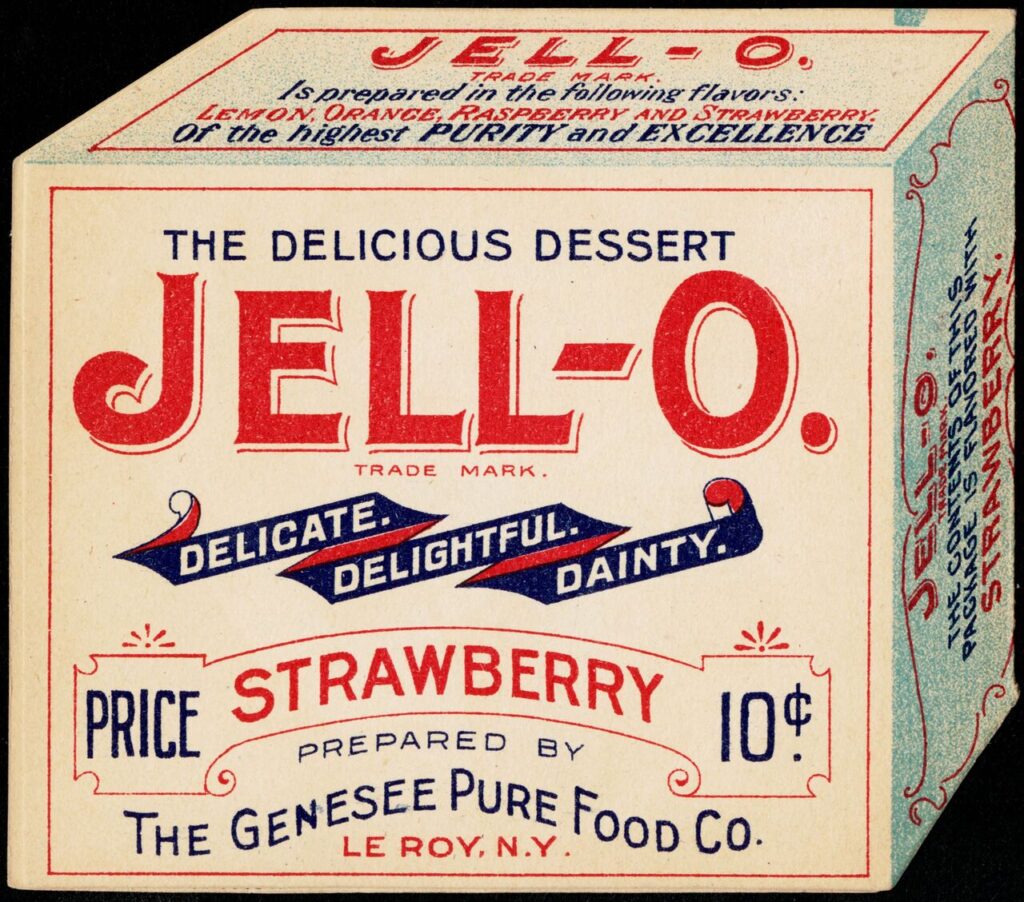 JELL-O.
TRADE MARK.
Is prepared in the following flavors:
LEMON, ORANGE, RASPBERRY AND STRAWBERRY.
Of the highest PURITY and EXCELLENCE
THE DELICIOUS DESSERT
JELL-O.
TRADE MARK.
DELICATE.
DELIGHTFUL.
DAINTY.
PRICE
STRAWBERRY
10¢.
PREPARED BY
THE GENESEE PURE FOOD CO.
LE ROY, N.Y.
JELL-O.
TRADE MARK.
THE CONTENTS OF THIS
PACKAGE IS FLAVORED WITH
STRAWBERRY.